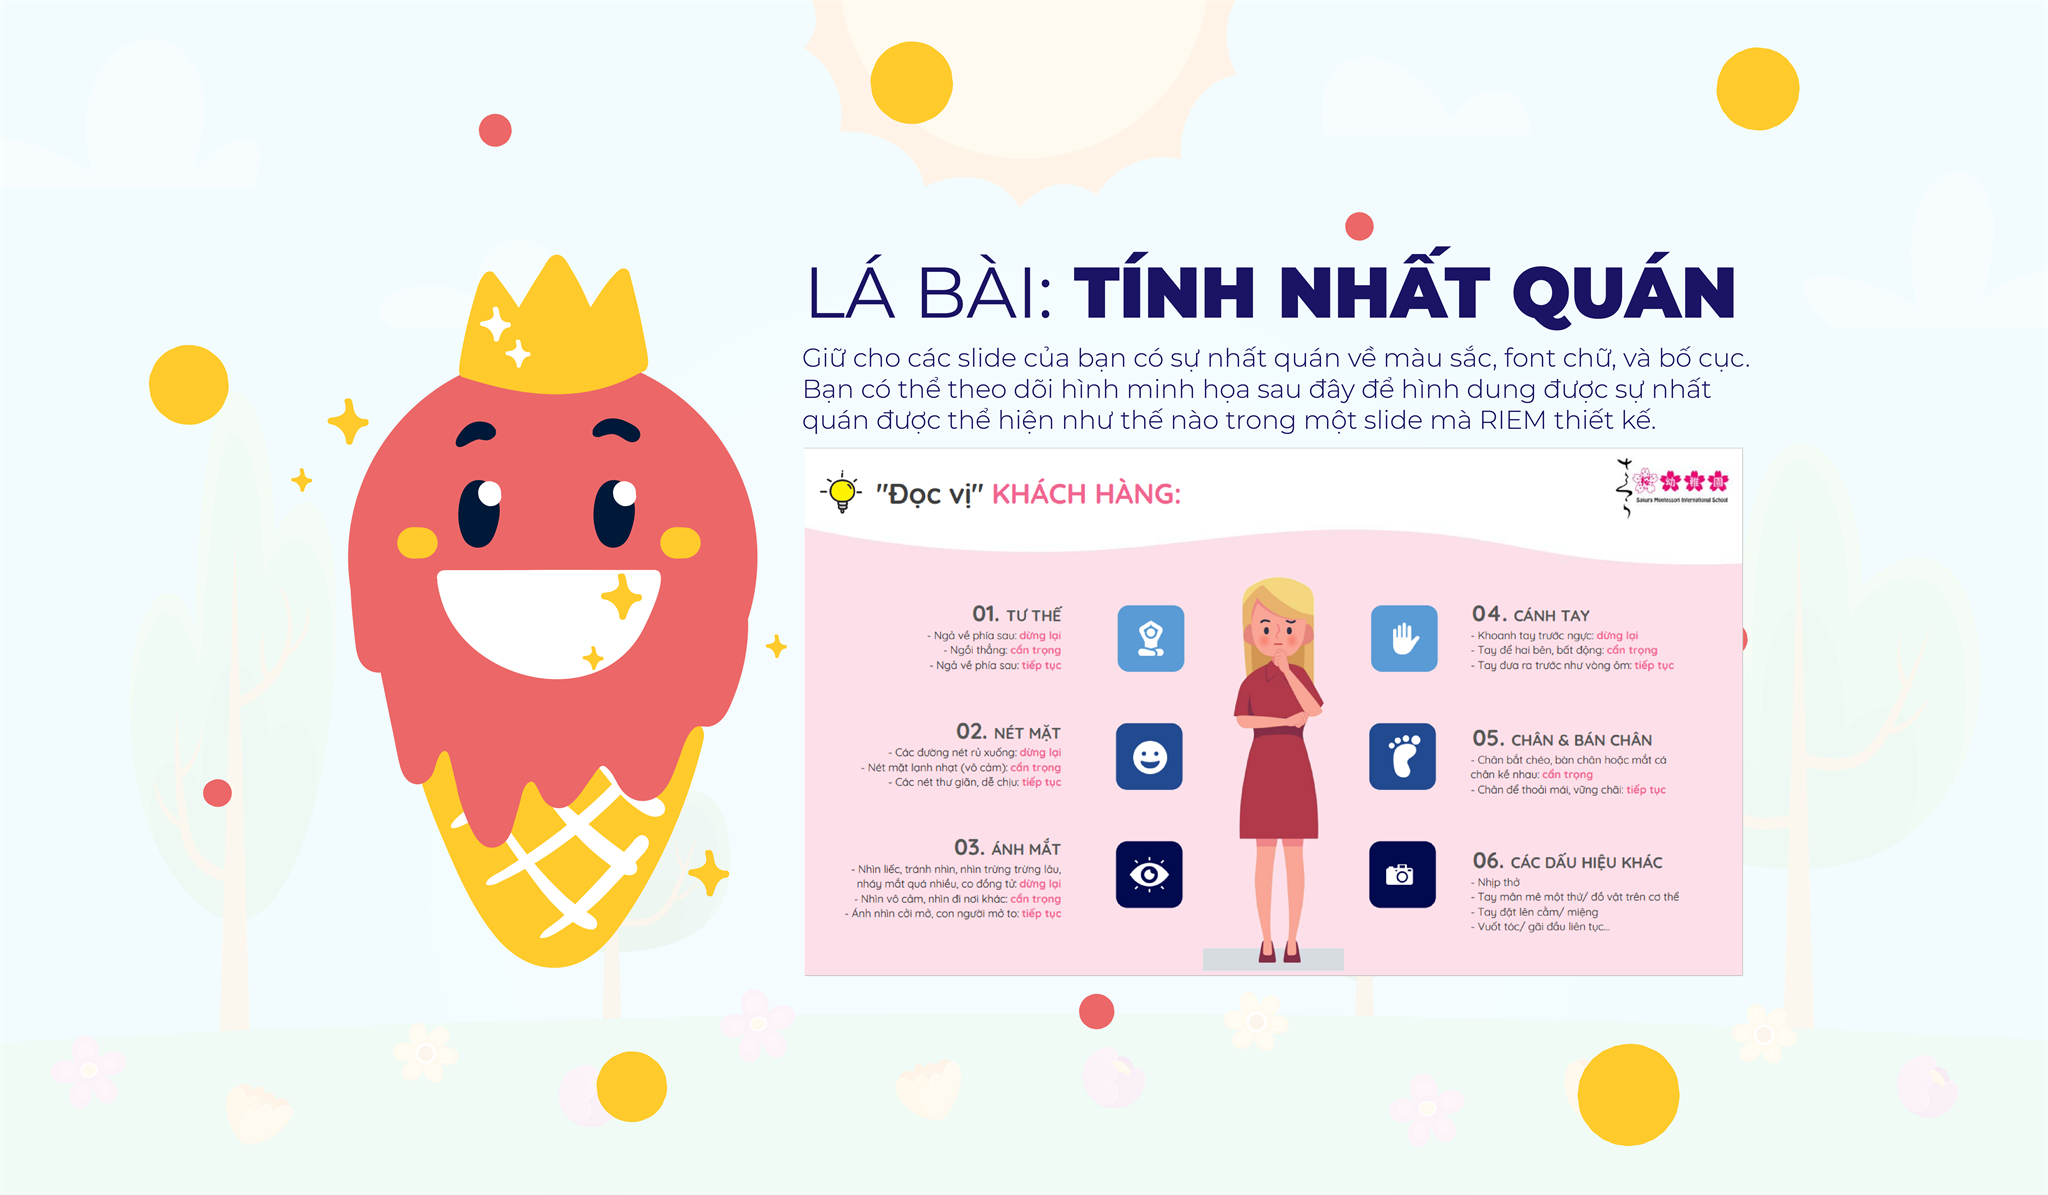 LÁ BÀI: TÍNH NHẤT QUÁN
Giữ cho các slide của bạn có sự nhất quán về màu sắc, font chữ, và bố cục.
Bạn có thể theo dõi hình minh họa sau đây để hình dung được sự nhất
quán được thể hiện như thế nào trong một slide mà RIEM thiết kế.
"Đọc vị" KHÁCH HÀNG:
幼稚園
Sakura Montessori International School
01. TƯ THẾ
- Ngả về phía sau: dừng lại
- Ngồi thẳng: cẩn trọng
- Ngả về phía sau: tiếp tục
02. NÉT MẶT
- Các đường nét rủ xuống: dừng lại
- Nét mặt lạnh nhạt (vô cảm): cẩn trọng
- Các nét thư giãn, dễ chịu: tiếp tục
03. ÁNH MẮT
- Nhìn liếc, tránh nhìn, nhìn trừng trừng lâu,
nháy mắt quá nhiều, co đồng tử: dừng lại
- Nhìn vô cảm, nhìn đi nơi khác: cẩn trọng
- Ánh nhìn cởi mở, con người mở to: tiếp tục
04. CÁNH TAY
- Khoanh tay trước ngực: dừng lại
- Tay để hai bên, bất động: cẩn trọng
- Tay đưa ra trước như vòng ôm: tiếp tục
05. CHÂN & BÁN CHÂN
- Chân bắt chéo, bàn chân hoặc mắt cá
chân kề nhau: cẩn trọng
- Chân để thoải mái, vững chãi: tiếp tục
06. CÁC DẤU HIỆU KHÁC
- Nhịp thở
- Tay mân mê một thứ/ đồ vật trên cơ thể
- Tay đặt lên cằm/ miệng
- Vuốt tóc/ gãi đầu liên tục...